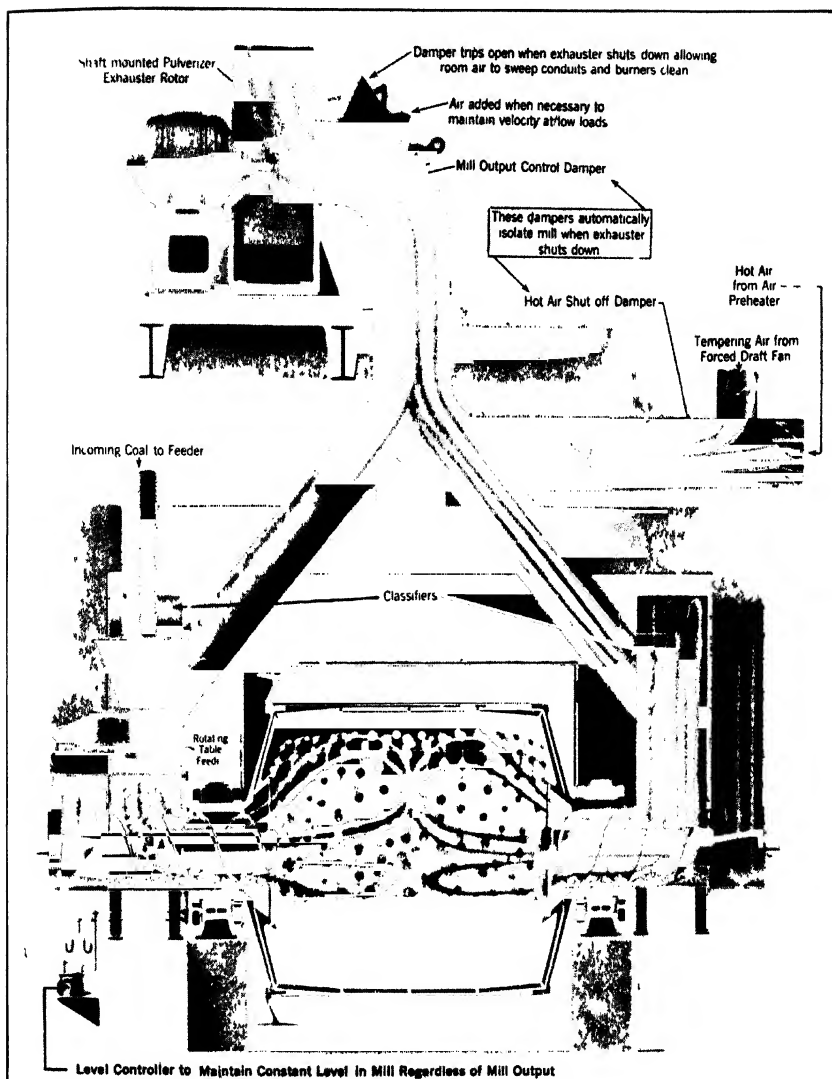 Shaft mounted Pulverizer
Exhauster Rotor
Damper trips open when exhauster shuts down allowing
room air to sweep conduits and burners clean
Air added when necessary to
maintain velocity at low loads
Mill Output Control Damper
These dampers automatically
isolate mill when exhauster
shuts down
Hot Air
from Air
Preheater
Hot Air Shut off Damper
Tempering Air from
Forced Draft Fan
Incoming Coal to Feeder
Classifiers
Rotating
Table
Feed
Level Controller to Maintain Constant Level in Mill Regardless of Mill Output